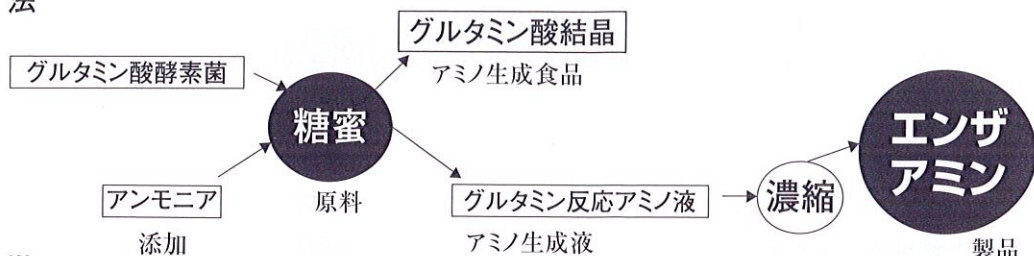 法
グルタミン酸結晶
アミノ生成食品
グルタミン酸酵素菌
糖蜜
原料
アンモニア
添加
グルタミン反応アミノ液
アミノ生成液
濃縮
エンザ
アミン
製品